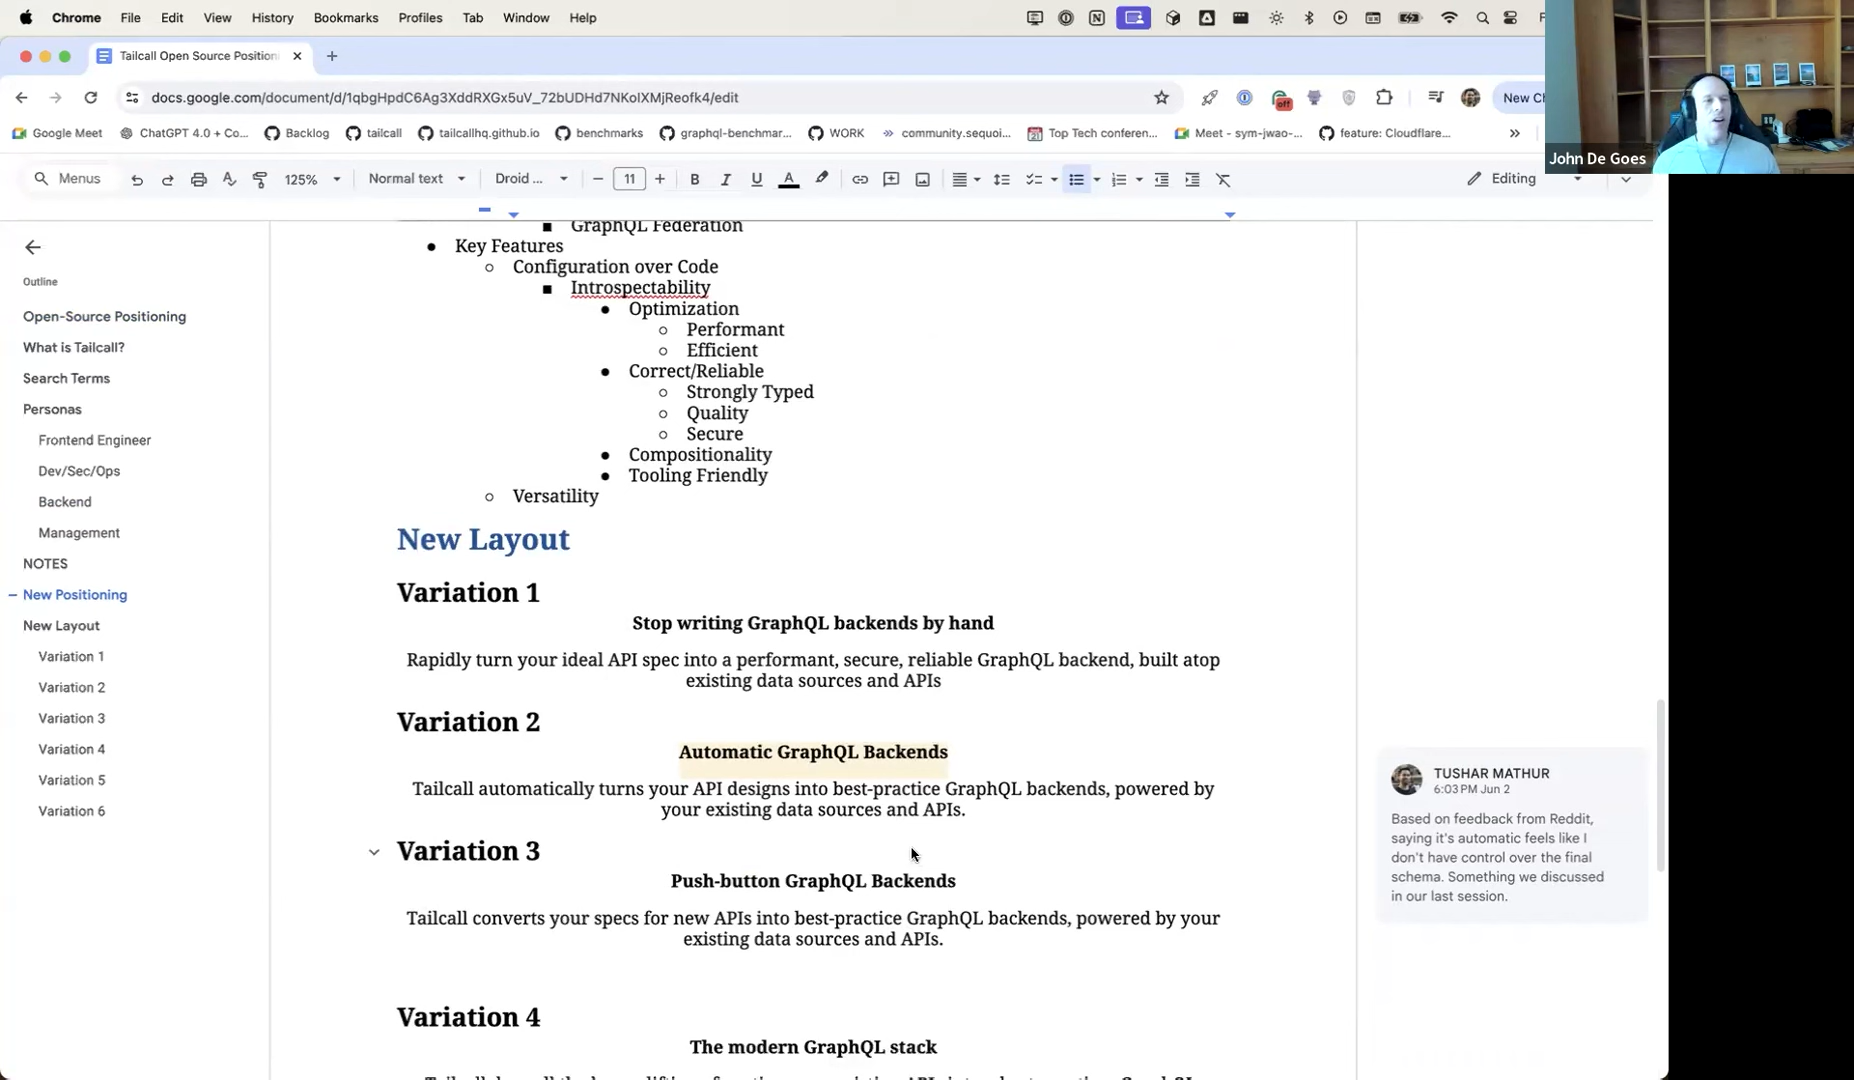 Chrome File Edit View History Bookmarks Profiles Tab Window Help
Tailcall Open Source Position
docs.google.com/document/d/1qbgHpdC6Ag3XddRXGx5uV_72bUDHd7NKolXMjReofk4/edit
off
New Ch
Google Meet ChatGPT 4.0 + Co... Backlog tailcall tailcallhq.github.io benchmarks graphql-benchmar... WORK community.sequoi... Top Tech conferen... Meet - sym-jwao-... feature: Cloudflare...
John De Goes
Menus 125% Normal text Droid ... 11 B I U A Editing
Outline
Open-Source Positioning
What is Tailcall?
Search Terms
Personas
Frontend Engineer
Dev/Sec/Ops
Backend
Management
NOTES
New Positioning
New Layout
Variation 1
Variation 2
Variation 3
Variation 4
Variation 5
Variation 6
GraphQL Federation
Key Features
Configuration over Code
Introspectability
Optimization
Performant
Efficient
Correct/Reliable
Strongly Typed
Quality
Secure
Compositionality
Tooling Friendly
Versatility
New Layout
Variation 1
Stop writing GraphQL backends by hand
Rapidly turn your ideal API spec into a performant, secure, reliable GraphQL backend, built atop
existing data sources and APIs
Variation 2
Automatic GraphQL Backends
Tailcall automatically turns your API designs into best-practice GraphQL backends, powered by
your existing data sources and APIs.
Variation 3
Push-button GraphQL Backends
Tailcall converts your specs for new APIs into best-practice GraphQL backends, powered by your
existing data sources and APIs.
Variation 4
The modern GraphQL stack
TUSHAR MATHUR
6:03 PM Jun 2
Based on feedback from Reddit,
saying it's automatic feels like I
don't have control over the final
schema. Something we discussed
in our last session.